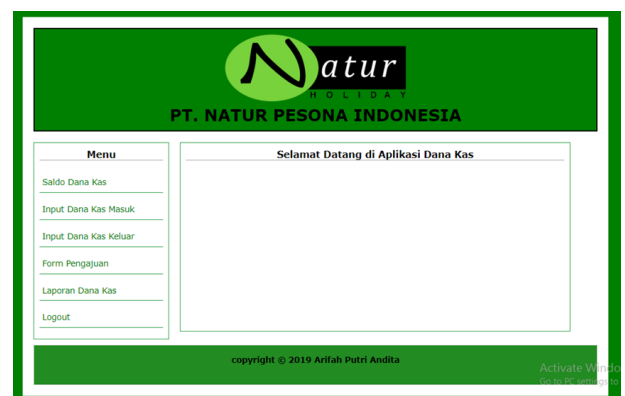 Natur
HOLIDAY
PT. NATUR PESONA INDONESIA
Menu
Saldo Dana Kas
Input Dana Kas Masuk
Input Dana Kas Keluar
Form Pengajuan
Laporan Dana Kas
Logout
Selamat Datang di Aplikasi Dana Kas
copyright © 2019 Arifah Putri Andita
Activate Windo
Go to PC settings to